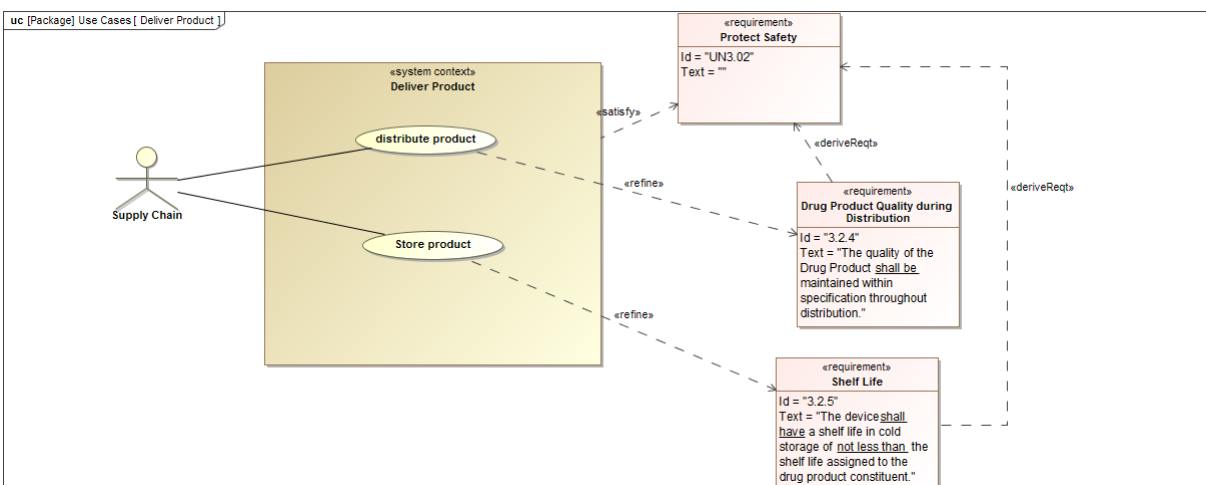 uc [Package] Use Cases [ Deliver Product ]
«requirement»
Protect Safety
Id = "UN3.02"
Text = ""
«system context»
Deliver Product
«satisfy»
distribute product
«deriveReqt»
«refine»
«requirement»
Drug Product Quality during
Distribution
«deriveReqt»
Supply Chain
Id = "3.2.4"
Text = "The quality of the
Drug Product shall be
maintained within
specification throughout
distribution."
Store product
«refine»
«requirement»
Shelf Life
Id = "3.2.5"
Text = "The device shall
have a shelf life in cold
storage of not less than the
shelf life assigned to the
drug product constituent."